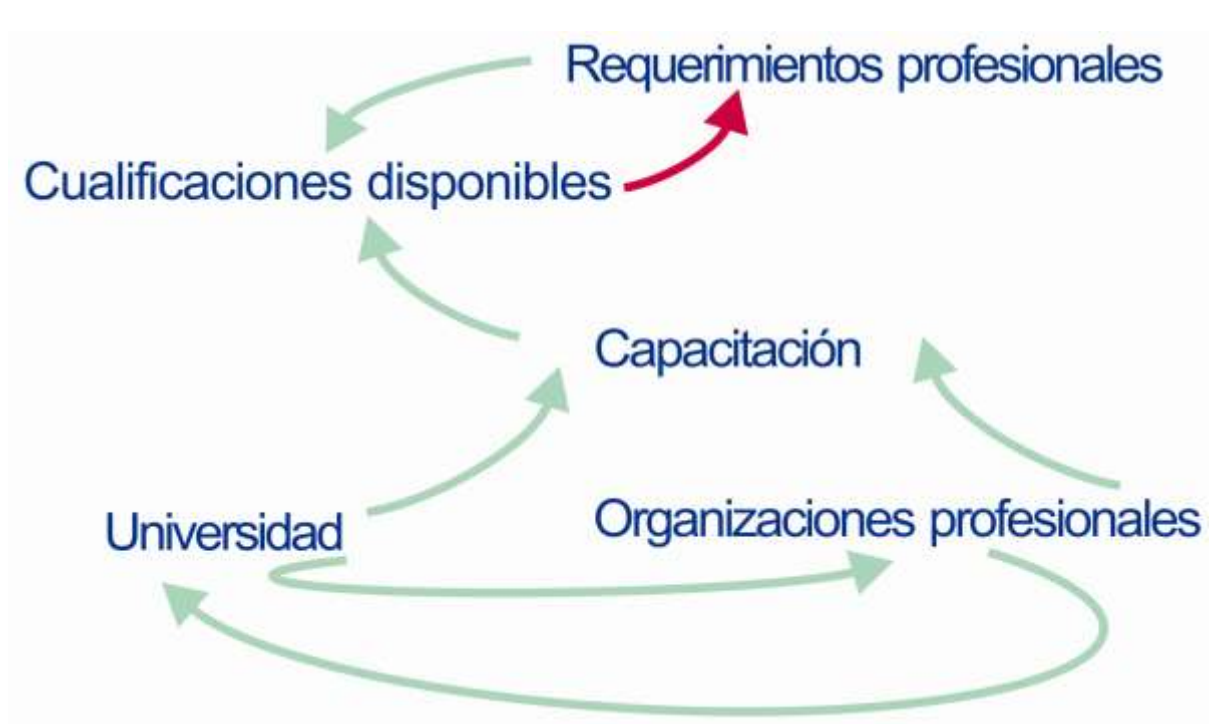 Requerimientos profesionales
Cualificaciones disponibles
Capacitación
Universidad
Organizaciones profesionales